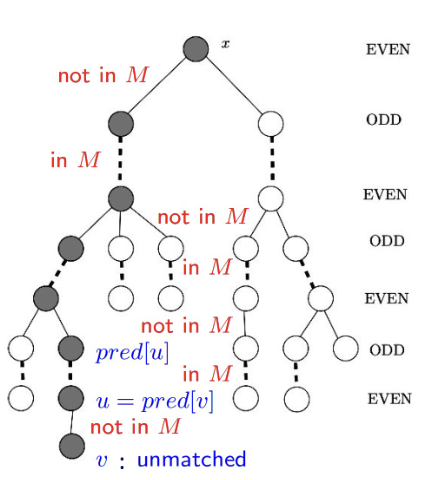 x EVEN
not in M
ODD
in M
EVEN
not in M
ODD
in M
EVEN
not in M
pred[u] ODD
in M
u = pred[v] EVEN
not in M
v : unmatched